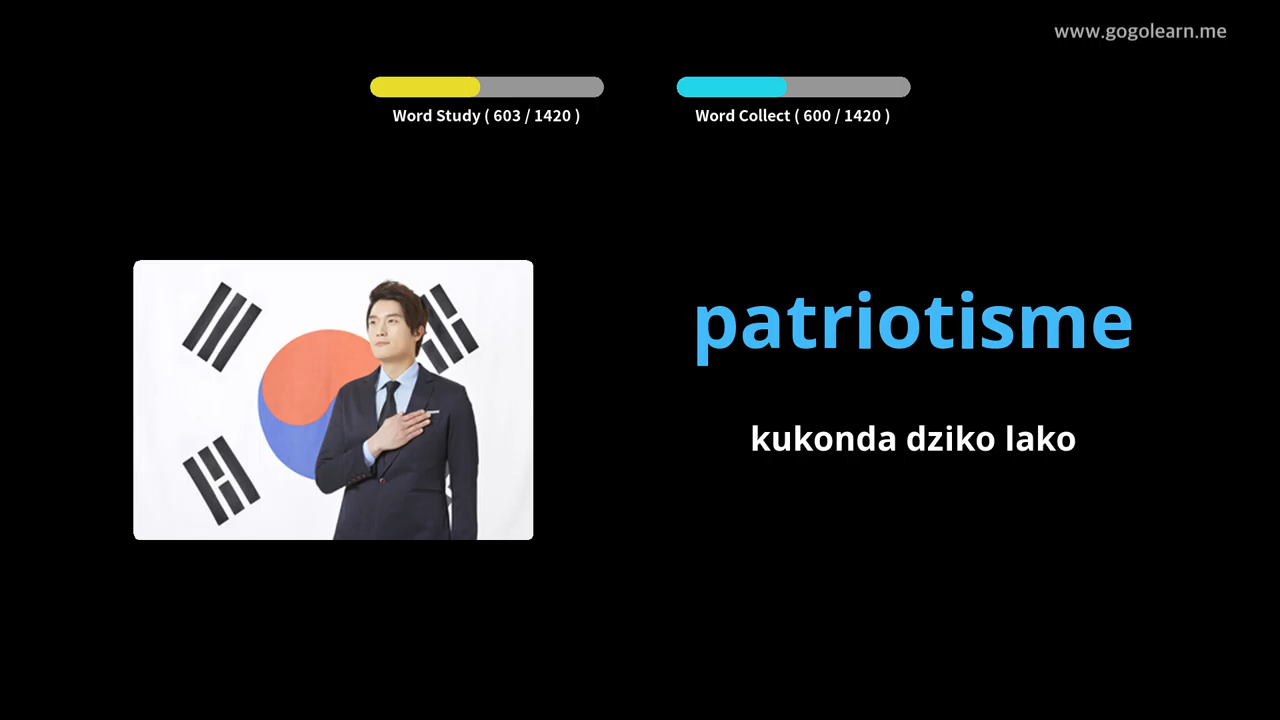 www.gogolearn.me
Word Study ( 603 / 1420 )
Word Collect ( 600 / 1420 )
patriotisme
kukonda dziko lako